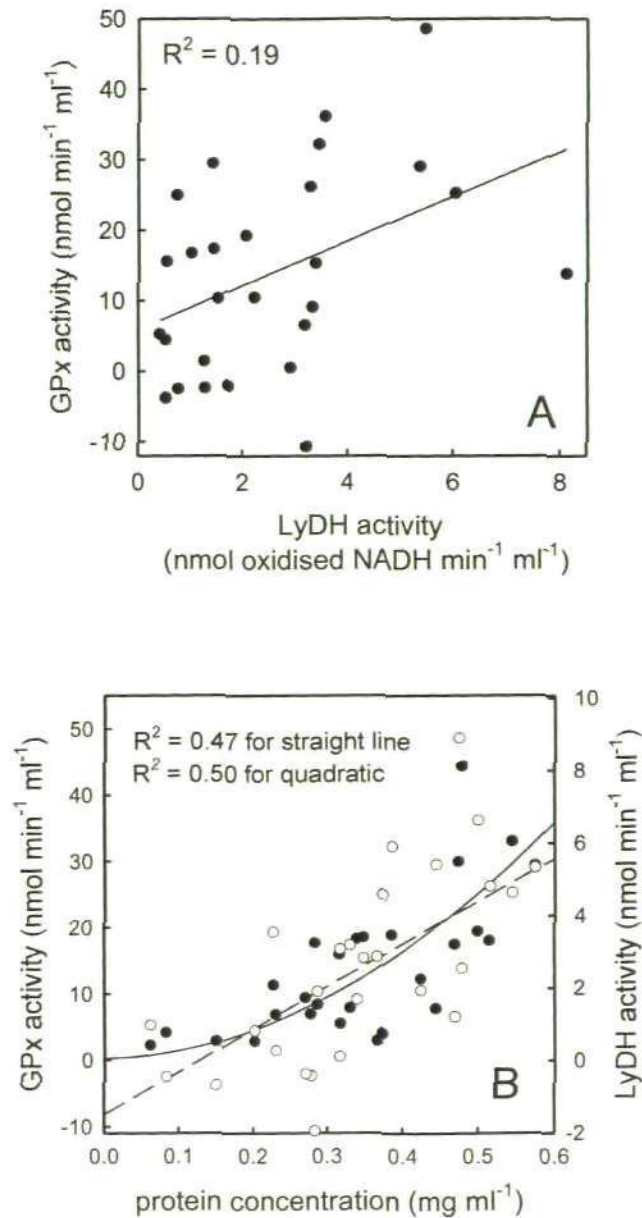 R² = 0.19
50
40
30
20
10
0
-10
GPx activity (nmol min⁻¹ ml⁻¹)
A
0 2 4 6 8
LyDH activity
(nmol oxidised NADH min⁻¹ ml⁻¹)
R² = 0.47 for straight line
R² = 0.50 for quadratic
50
40
30
20
10
0
-10
GPx activity (nmol min⁻¹ ml⁻¹)
10
8
6
4
2
0
-2
LyDH activity (nmol min⁻¹ ml⁻¹)
B
0.0 0.1 0.2 0.3 0.4 0.5 0.6
protein concentration (mg ml⁻¹)